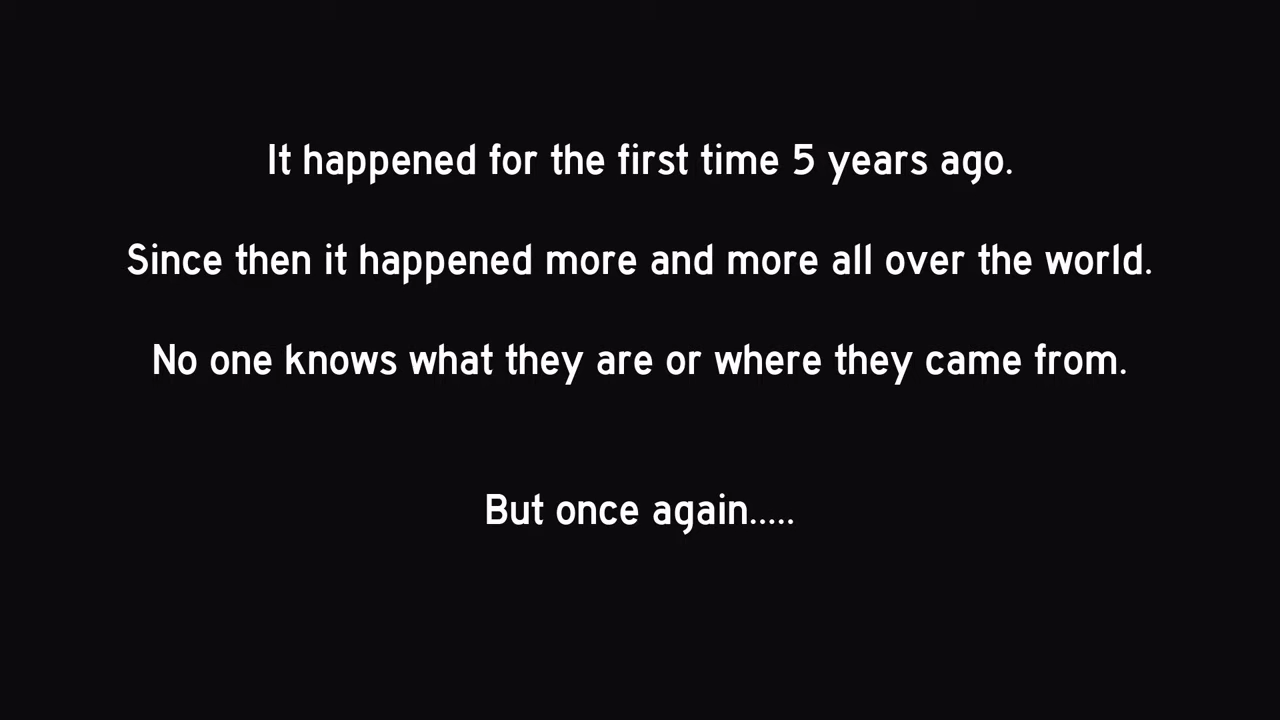 It happened for the first time 5 years ago.
Since then it happened more and more all over the world.
No one knows what they are or where they came from.
But once again.....